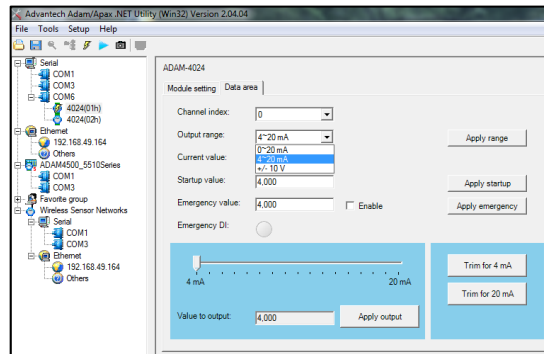 Advantech Adam/Apax .NET Utility (Win32) Version 2.04.04
File Tools Setup Help
Serial
COM1
COM3
COM6
4024(01h)
4024(02h)
Ethernet
192.168.49.164
Others
ADAM4500_5510Series
COM1
COM3
Favorite group
Wireless Sensor Networks
Serial
COM1
COM3
Ethernet
192.168.49.164
Others
ADAM-4024
Module setting Data area
Channel index: 0
Output range: 4~20 mA Apply range
0~20 mA
Current value: 4~20 mA
+/- 10 V
Startup value: 4,000 Apply startup
Emergency value: 4,000 Enable Apply emergency
Emergency DI:
4 mA 20 mA
Value to output: 4,000 Apply output
Trim for 4 mA
Trim for 20 mA